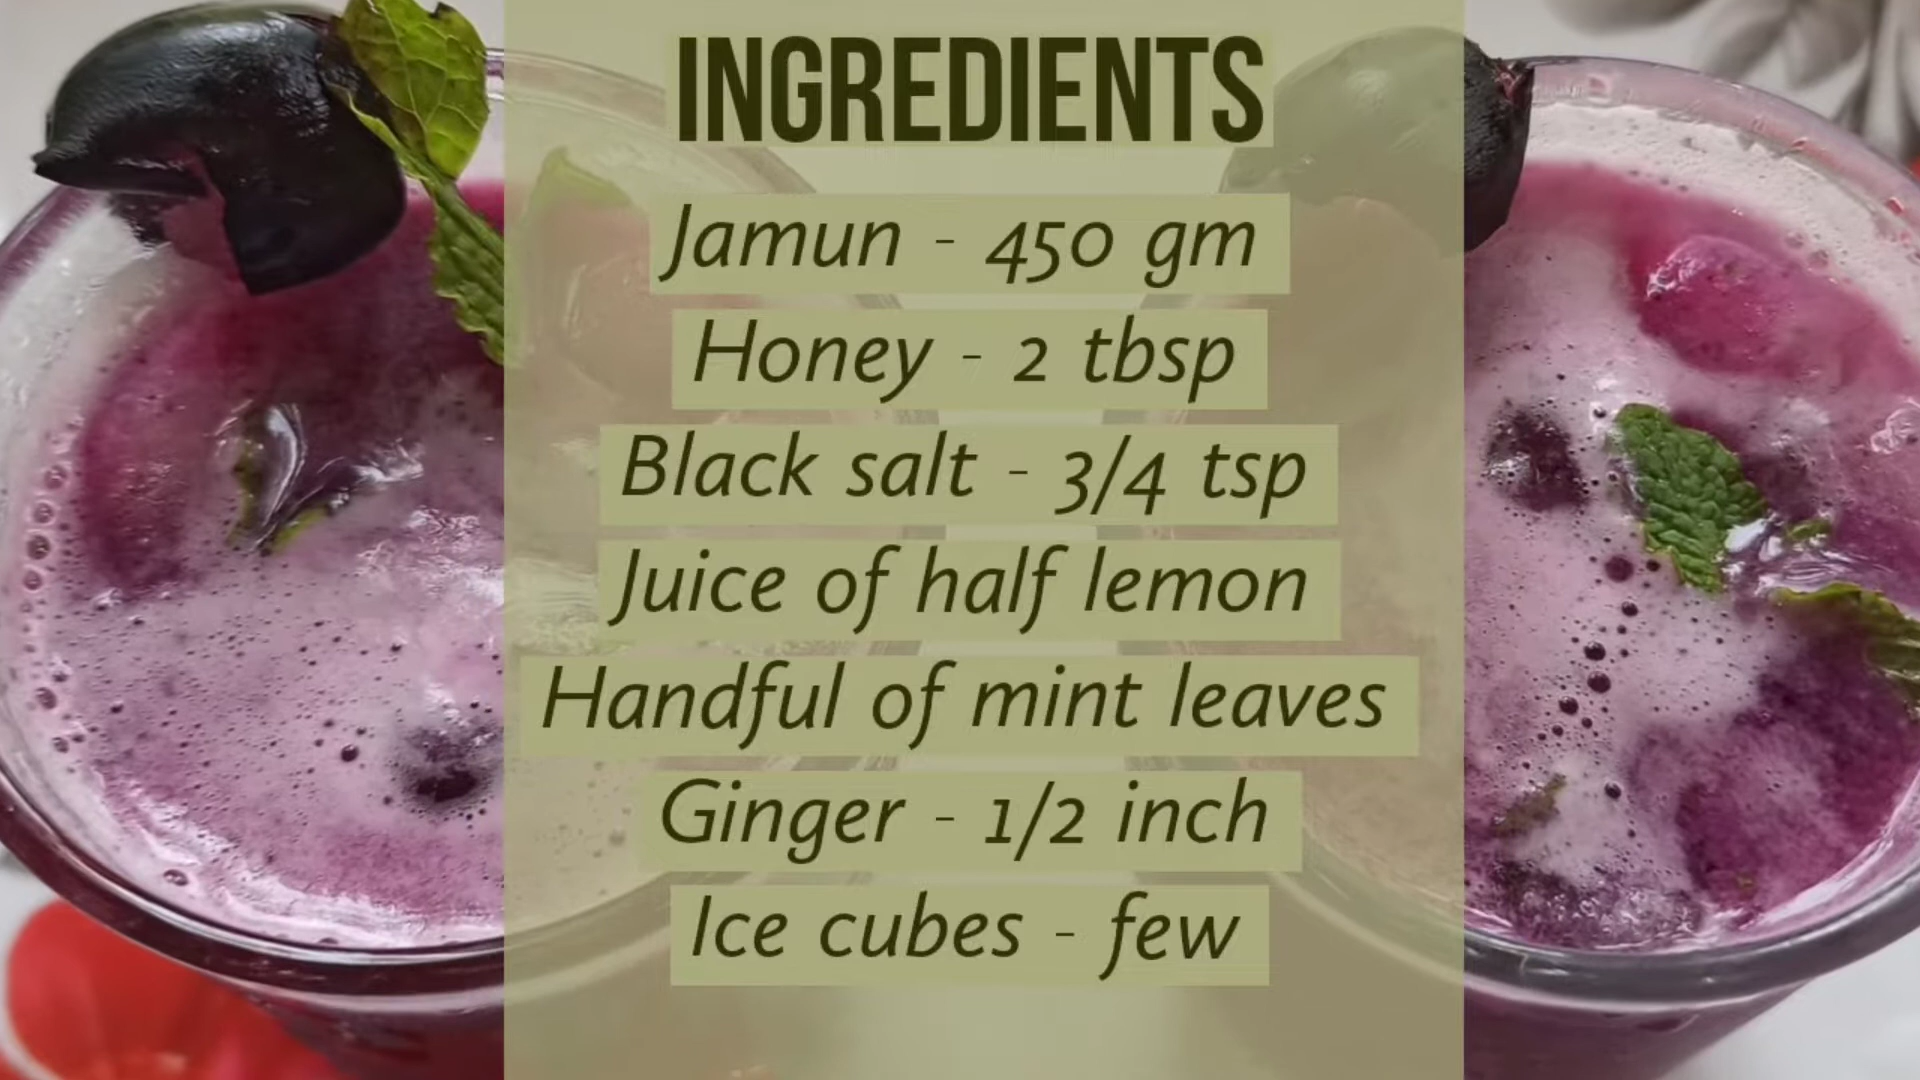 INGREDIENTS
Jamun - 450 gm
Honey - 2 tbsp
Black salt - 3/4 tsp
Juice of half lemon
Handful of mint leaves
Ginger - 1/2 inch
Ice cubes - few